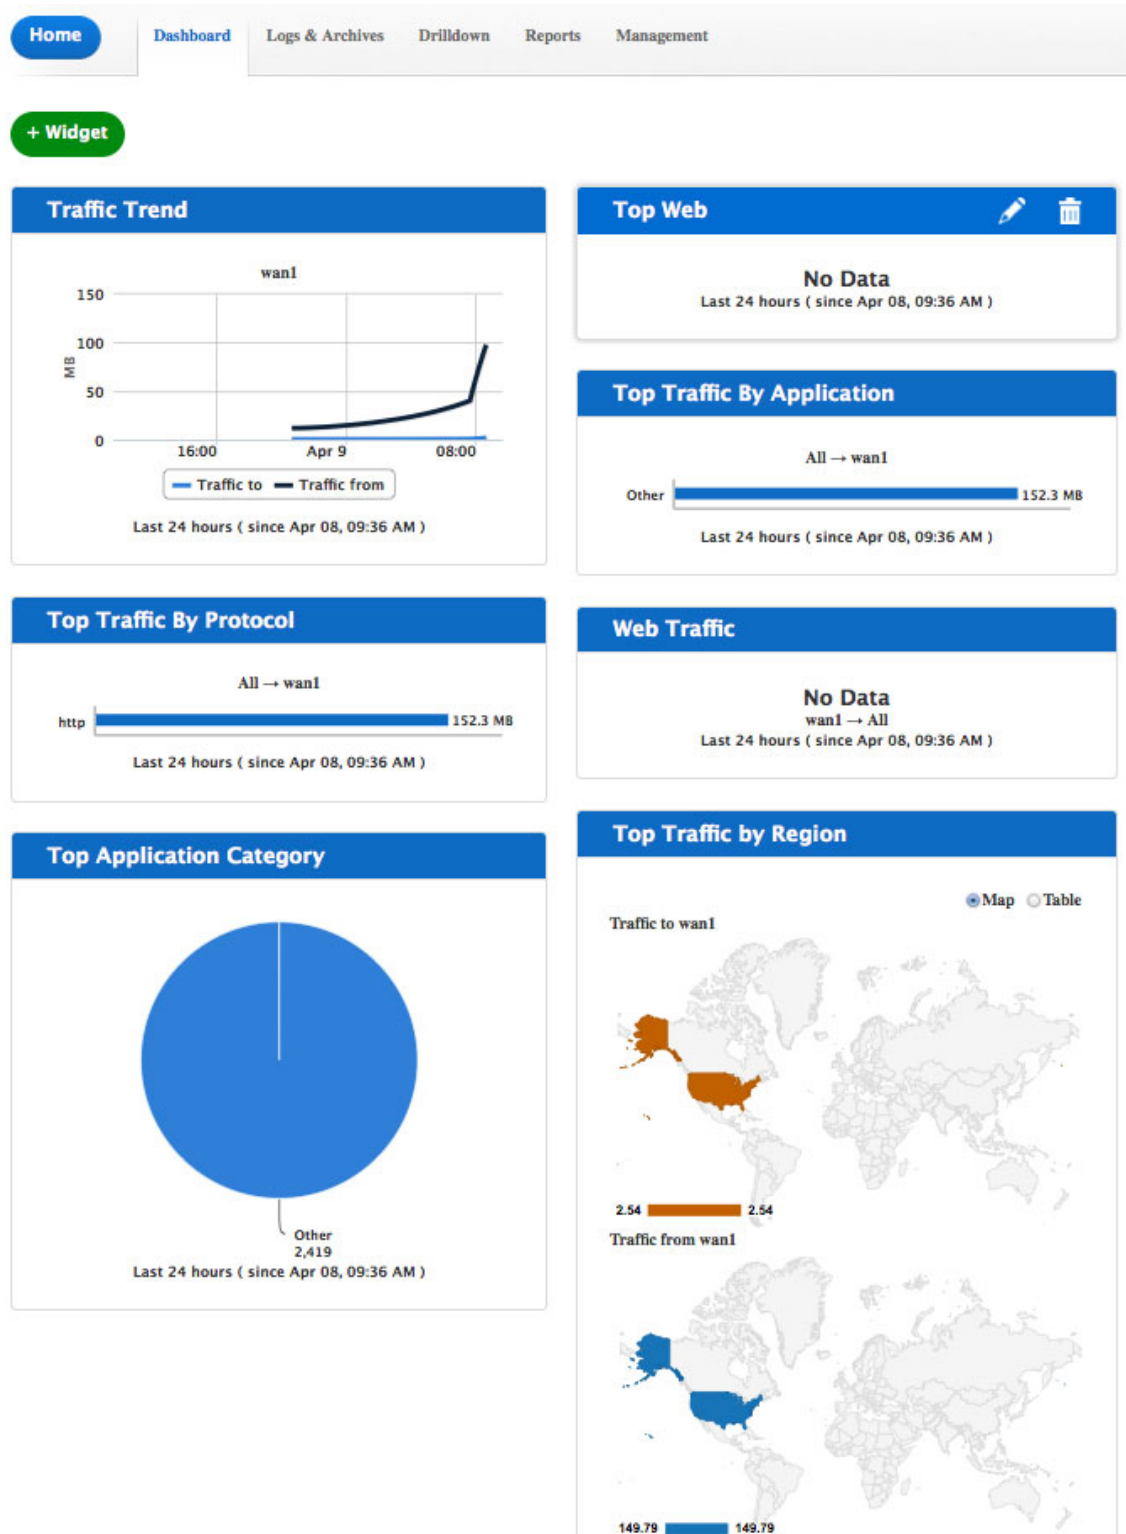 Home
Dashboard
Logs & Archives
Drilldown
Reports
Management
+ Widget
Traffic Trend
wan1
150
100
50
0
MB
16:00
Apr 9
08:00
Traffic to
Traffic from
Last 24 hours ( since Apr 08, 09:36 AM )
Top Web
No Data
Last 24 hours ( since Apr 08, 09:36 AM )
Top Traffic By Application
All → wan1
Other
152.3 MB
Last 24 hours ( since Apr 08, 09:36 AM )
Top Traffic By Protocol
All → wan1
http
152.3 MB
Last 24 hours ( since Apr 08, 09:36 AM )
Web Traffic
No Data
wan1 → All
Last 24 hours ( since Apr 08, 09:36 AM )
Top Application Category
Other
2,419
Last 24 hours ( since Apr 08, 09:36 AM )
Top Traffic by Region
Map
Table
Traffic to wan1
2.54
2.54
Traffic from wan1
149.79
149.79